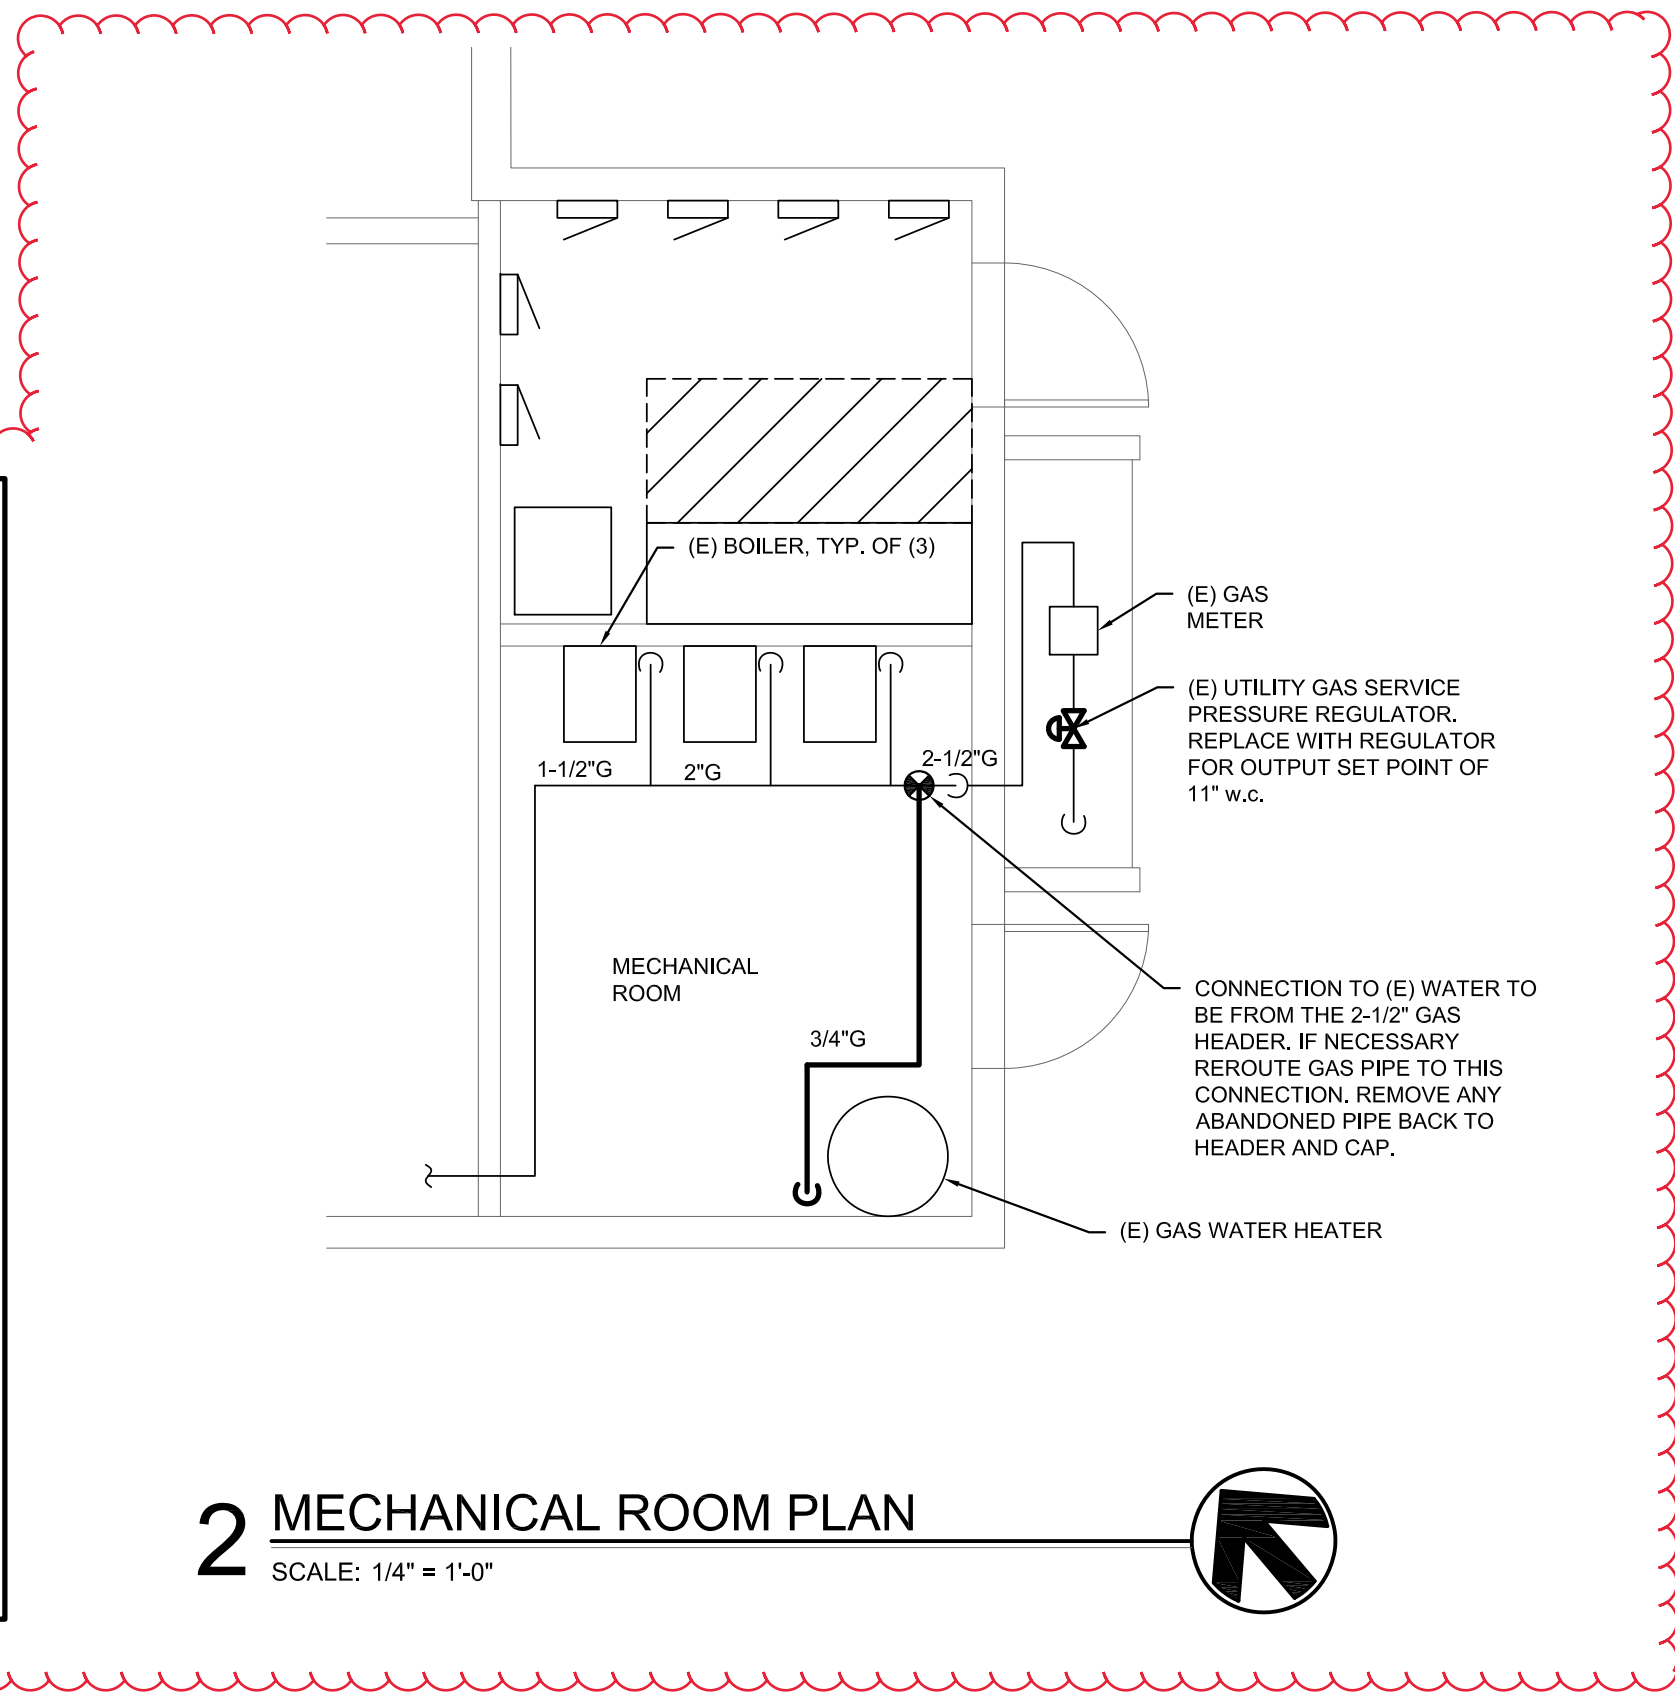 (E) BOILER, TYP. OF (3)
(E) GAS
METER
(E) UTILITY GAS SERVICE
PRESSURE REGULATOR.
REPLACE WITH REGULATOR
FOR OUTPUT SET POINT OF
11" w.c.
1-1/2"G
2"G
2-1/2"G
MECHANICAL
ROOM
3/4"G
CONNECTION TO (E) WATER TO
BE FROM THE 2-1/2" GAS
HEADER. IF NECESSARY
REROUTE GAS PIPE TO THIS
CONNECTION. REMOVE ANY
ABANDONED PIPE BACK TO
HEADER AND CAP.
(E) GAS WATER HEATER
2 MECHANICAL ROOM PLAN
SCALE: 1/4" = 1'-0"